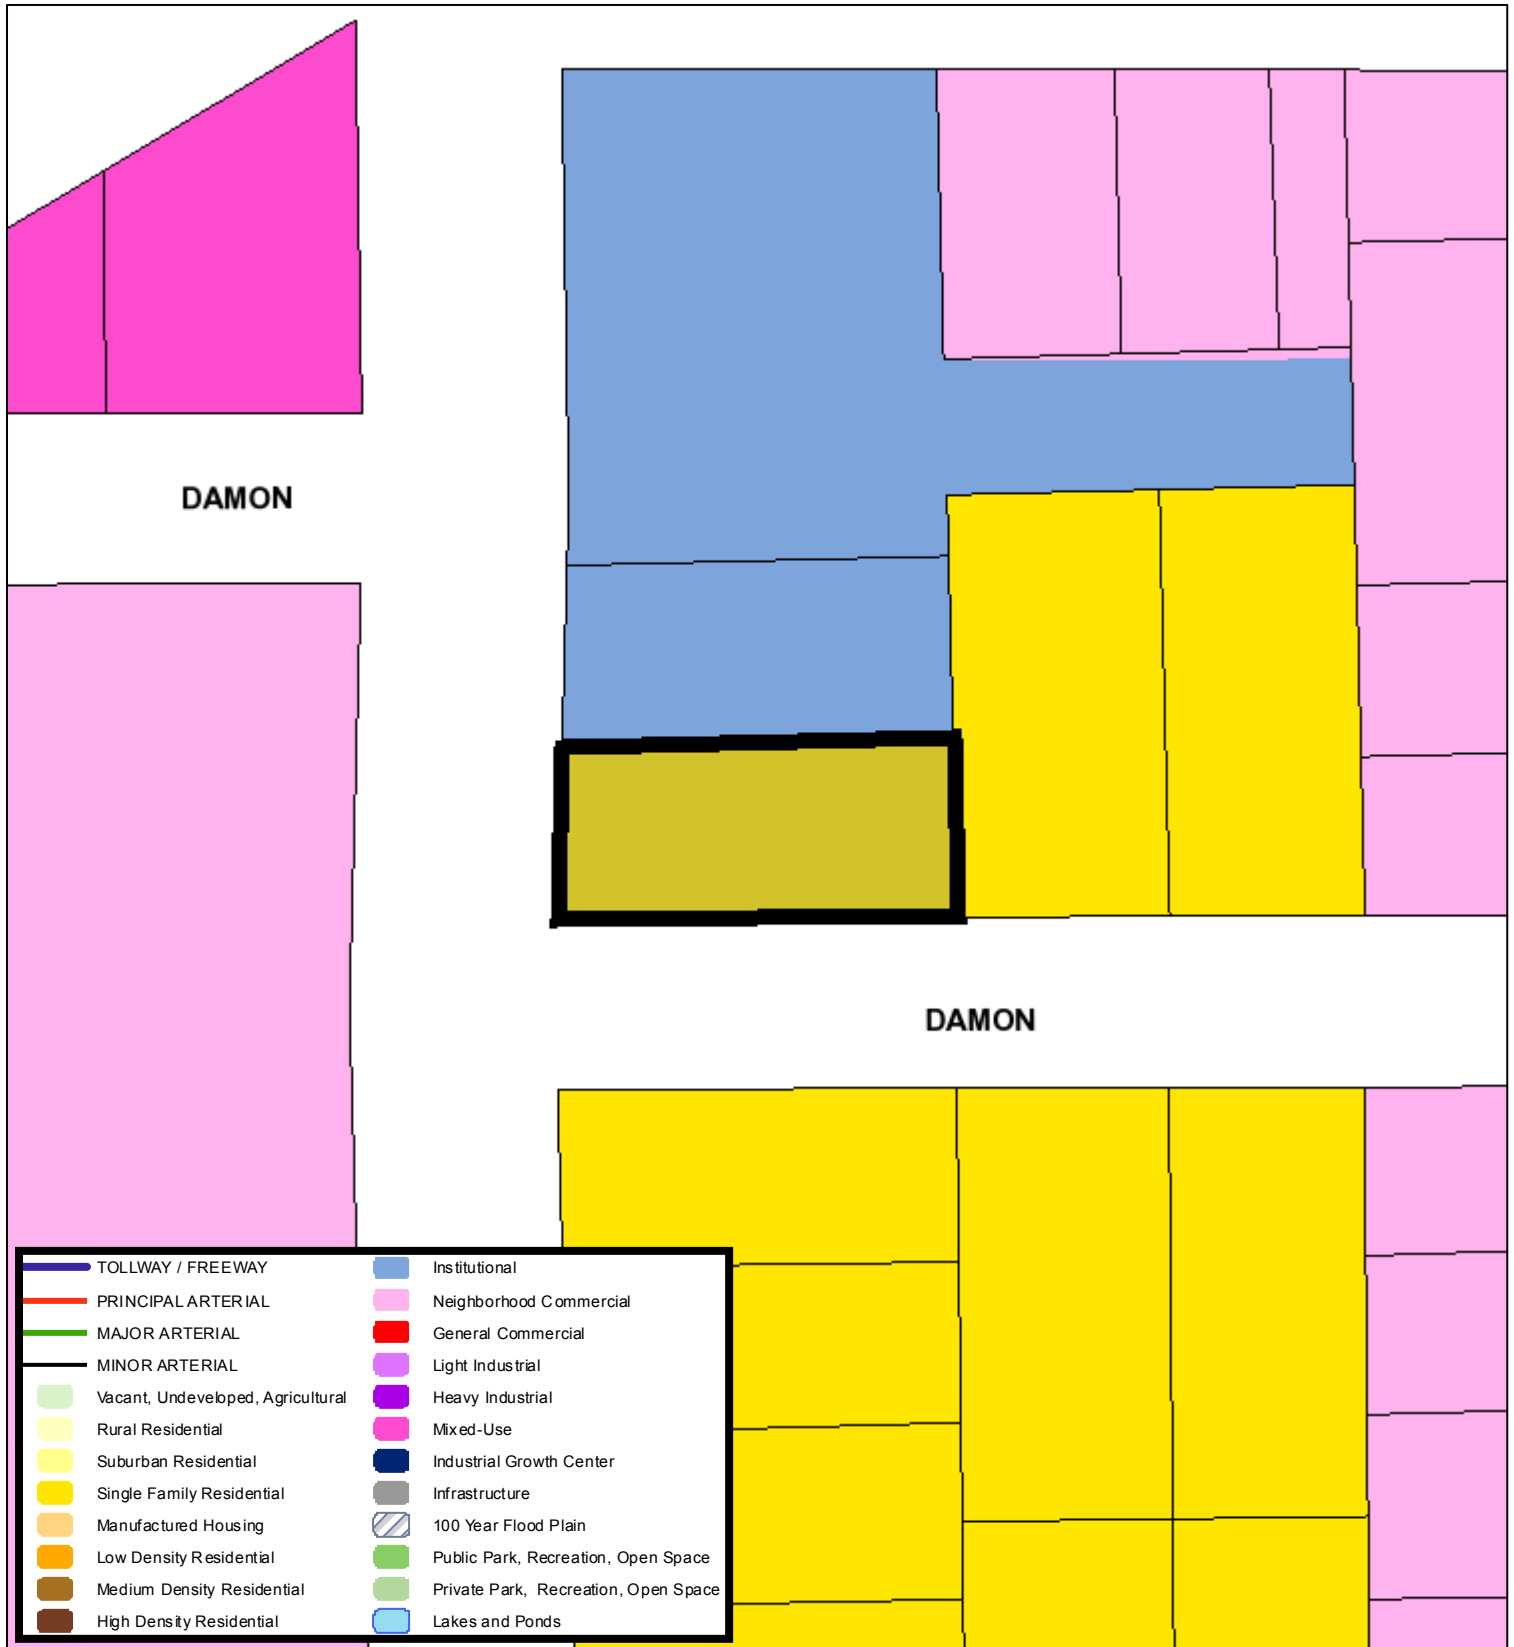 DAMON
DAMON
TOLLWAY / FREEWAY
PRINCIPAL ARTERIAL
MAJOR ARTERIAL
MINOR ARTERIAL
Vacant, Undeveloped, Agricultural
Rural Residential
Suburban Residential
Single Family Residential
Manufactured Housing
Low Density Residential
Medium Density Residential
High Density Residential
Institutional
Neighborhood Commercial
General Commercial
Light Industrial
Heavy Industrial
Mixed-Use
Industrial Growth Center
Infrastructure
100 Year Flood Plain
Public Park, Recreation, Open Space
Private Park, Recreation, Open Space
Lakes and Ponds